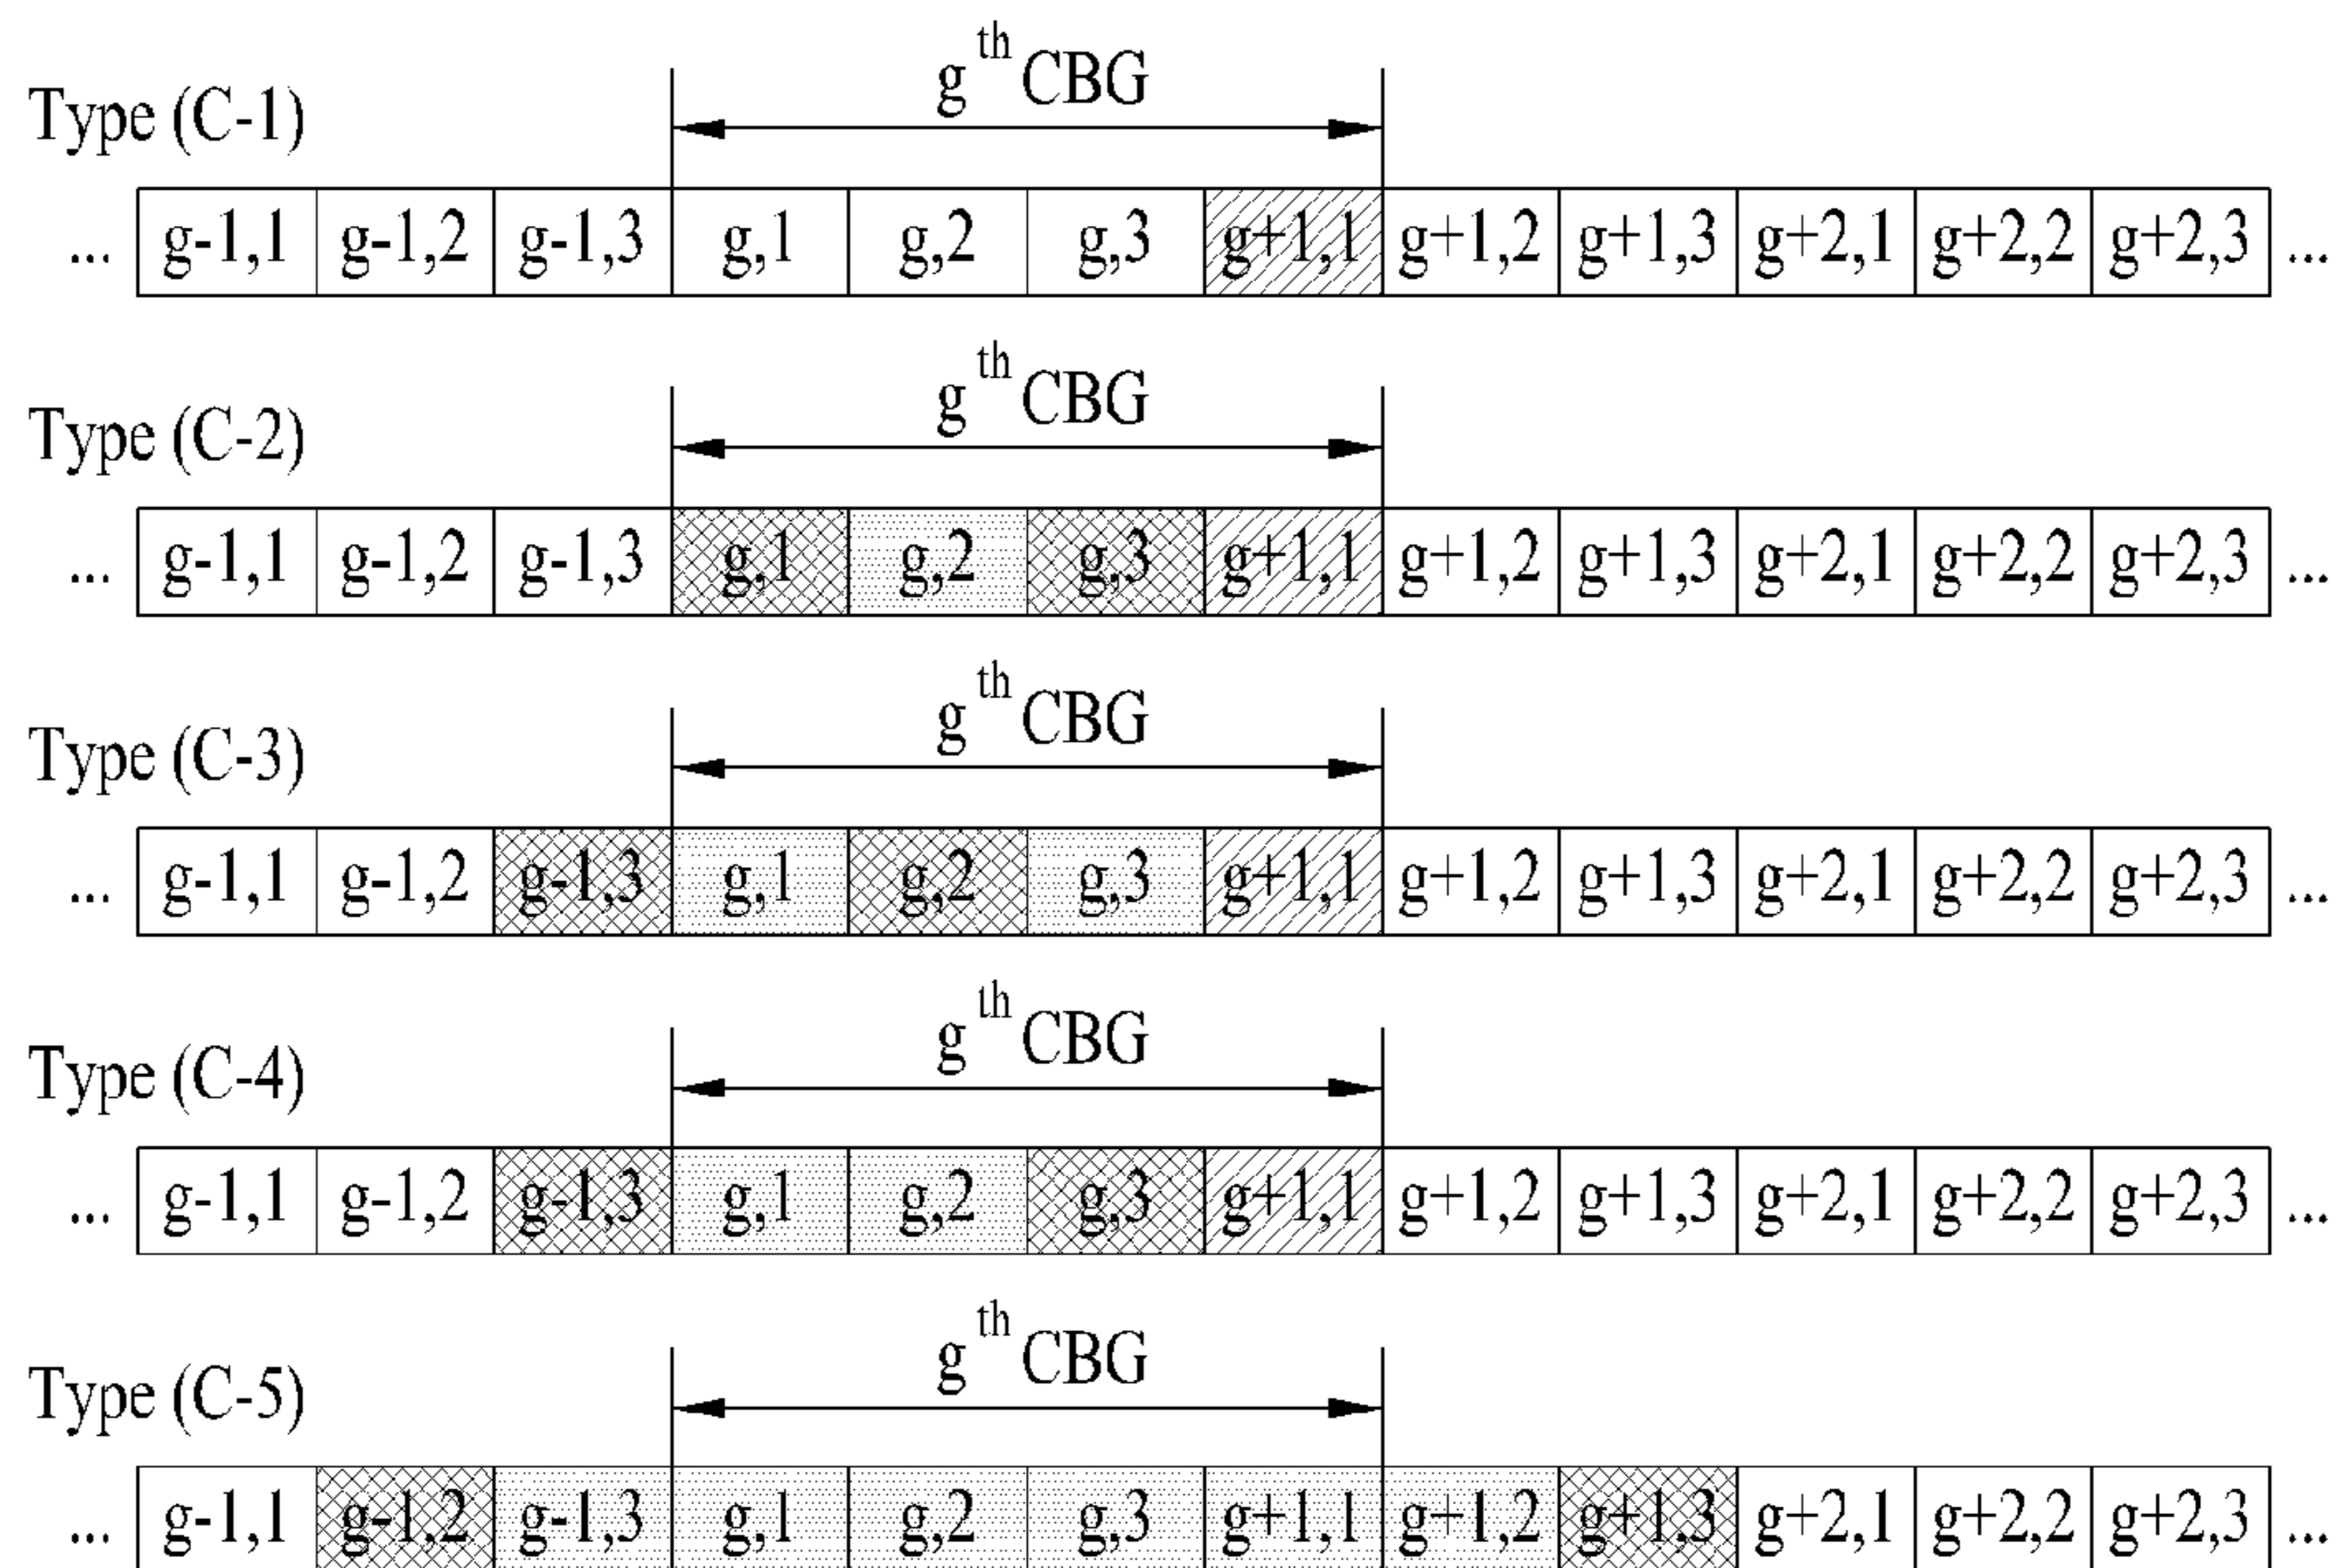 g th CBG
Type (C-1)
... g-1,1 g-1,2 g-1,3 g,1 g,2 g,3 g+1,1 g+1,2 g+1,3 g+2,1 g+2,2 g+2,3 ...
g th CBG
Type (C-2)
... g-1,1 g-1,2 g-1,3 g,1 g,2 g,3 g+1,1 g+1,2 g+1,3 g+2,1 g+2,2 g+2,3 ...
g th CBG
Type (C-3)
... g-1,1 g-1,2 g-1,3 g,1 g,2 g,3 g+1,1 g+1,2 g+1,3 g+2,1 g+2,2 g+2,3 ...
g th CBG
Type (C-4)
... g-1,1 g-1,2 g-1,3 g,1 g,2 g,3 g+1,1 g+1,2 g+1,3 g+2,1 g+2,2 g+2,3 ...
g th CBG
Type (C-5)
... g-1,1 g-1,2 g-1,3 g,1 g,2 g,3 g+1,1 g+1,2 g+1,3 g+2,1 g+2,2 g+2,3 ...